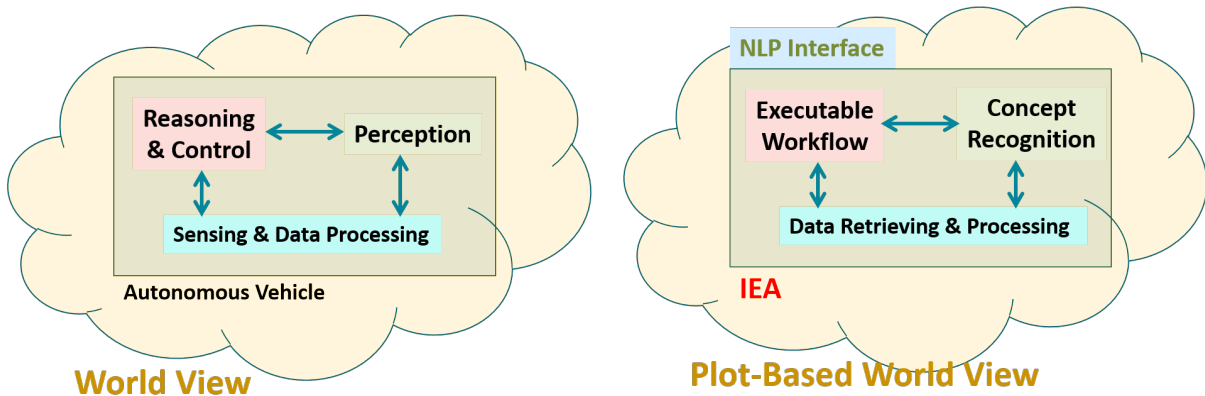 Reasoning
& Control
Perception
Sensing & Data Processing
Autonomous Vehicle
World View
NLP Interface
Executable
Workflow
Concept
Recognition
Data Retrieving & Processing
IEA
Plot-Based World View